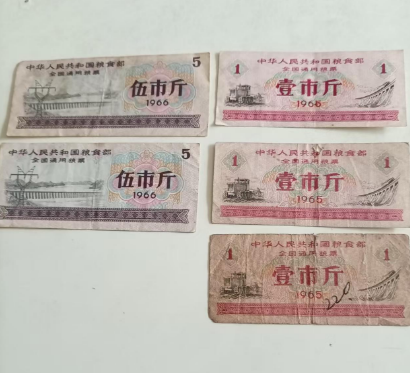 中华人民共和国粮食部
全国通用粮票
5
伍市斤
1966
中华人民共和国粮食部
全国通用粮票
5
伍市斤
1966
中华人民共和国粮食部
全国通用粮票
1
1
壹市斤
1965
中华人民共和国粮食部
全国通用粮票
1
1
壹市斤
1965
中华人民共和国粮食部
全国通用粮票
1
1
壹市斤
1965